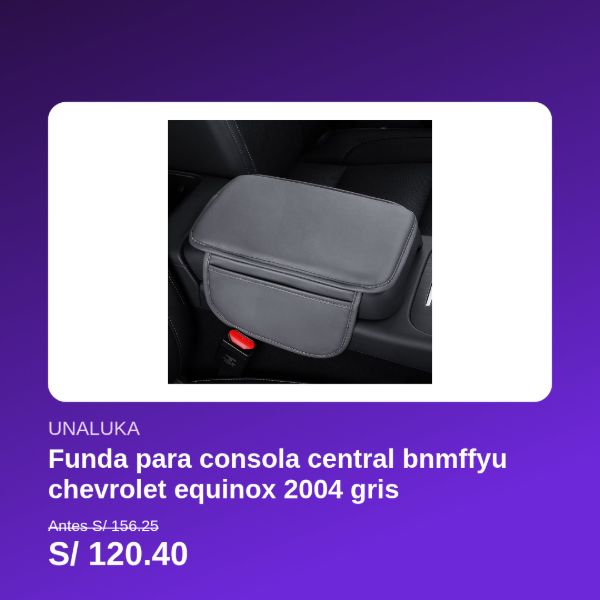 UNALUKA
Funda para consola central bnmffyu
chevrolet equinox 2004 gris
Antes S/ 156.25
S/ 120.40